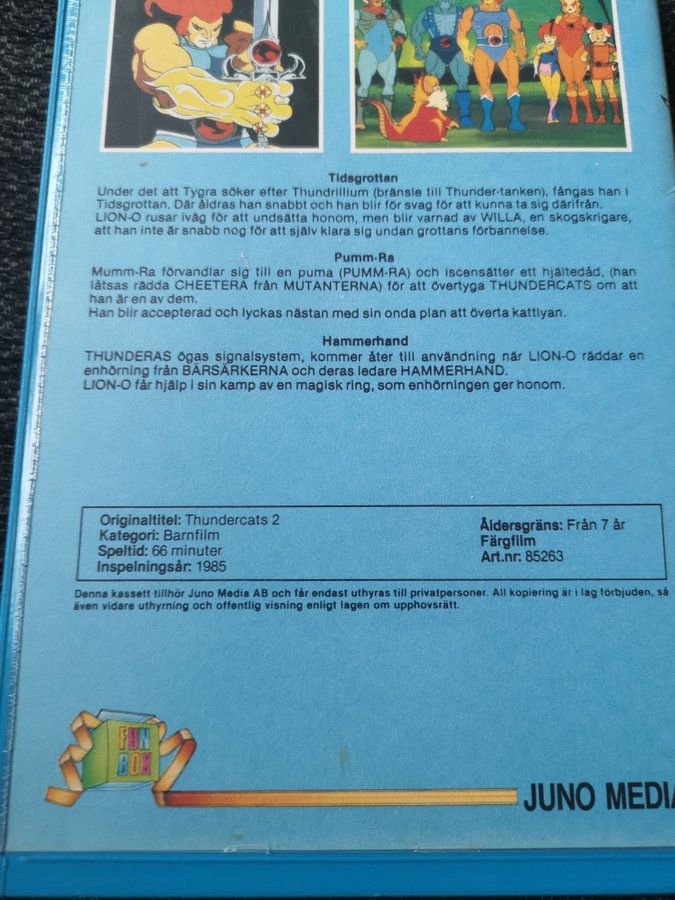 Tidsgrottan
Under det att Tygra söker efter Thundrillium (bränsle till Thunder-tanken), fångas han i
Tidsgrottan. Där åldras han snabbt och han blir för svag för att kunna ta sig därifrån.
LION-O rusar iväg för att undsätta honom, men blir varnad av WILLA, en skogskrigare,
att han inte är snabb nog för att själv klara sig undan grottans förbannelse.
Pumm-Ra
Mumm-Ra förvandlar sig till en puma (PUMM-RA) och iscensätter ett hjältedåd, (han
låtsas rädda CHEETERA från MUTANTERNA) för att övertyga THUNDERCATS om att
han är en av dem.
Han blir accepterad och lyckas nästan med sin onda plan att överta kattlyan.
Hammerhand
THUNDERAS ögas signalsystem, kommer åter till användning när LION-O räddar en
enhörning från BÄRSÄRKERNA och deras ledare HAMMERHAND.
LION-O får hjälp i sin kamp av en magisk ring, som enhörningen ger honom.
Originaltitel: Thundercats 2
Kategori: Barnfilm
Speltid: 66 minuter
Inspelningsår: 1985
Åldersgräns: Från 7 år
Färgfilm
Art.nr: 85263
Denna kassett tillhör Juno Media AB och får endast uthyras till privatpersoner. All kopiering är i lag förbjuden, så
även vidare uthyrning och offentlig visning enligt lagen om upphovsrätt.
FUN
BOX
JUNO MEDIA